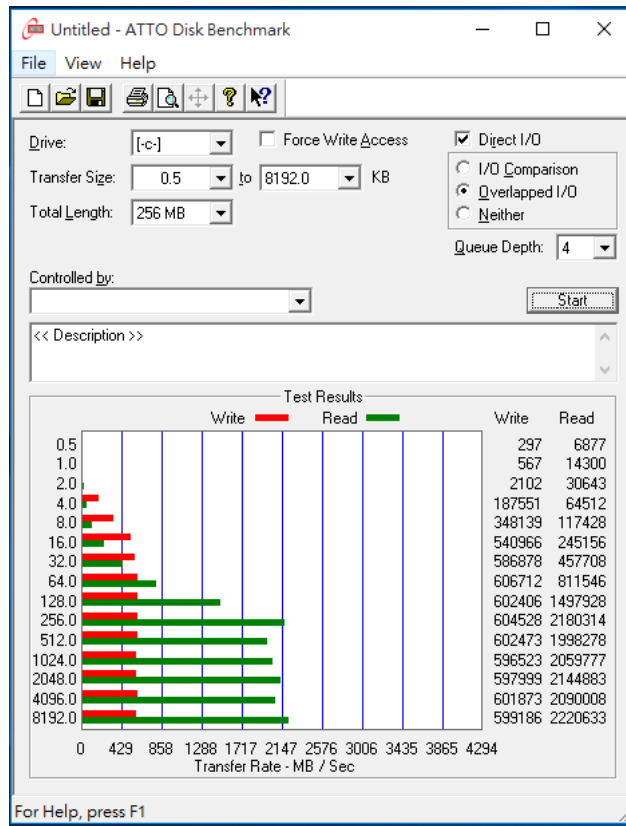 Untitled - ATTO Disk Benchmark
File View Help
Drive: [-c-] Force Write Access Direct I/O
Transfer Size: 0.5 to 8192.0 KB I/O Comparison
Overlapped I/O
Total Length: 256 MB Neither
Queue Depth: 4
Controlled by:
Start
<< Description >>
Test Results
Write Read Write Read
0.5 297 6877
1.0 567 14300
2.0 2102 30643
4.0 187551 64512
8.0 348139 117428
16.0 540966 245156
32.0 586878 457708
64.0 606712 811546
128.0 602406 1497928
256.0 604528 2180314
512.0 602473 1998278
1024.0 596523 2059777
2048.0 597999 2144883
4096.0 601873 2090008
8192.0 599186 2220633
0 429 858 1288 1717 2147 2576 3006 3435 3865 4294
Transfer Rate - MB / Sec
For Help, press F1